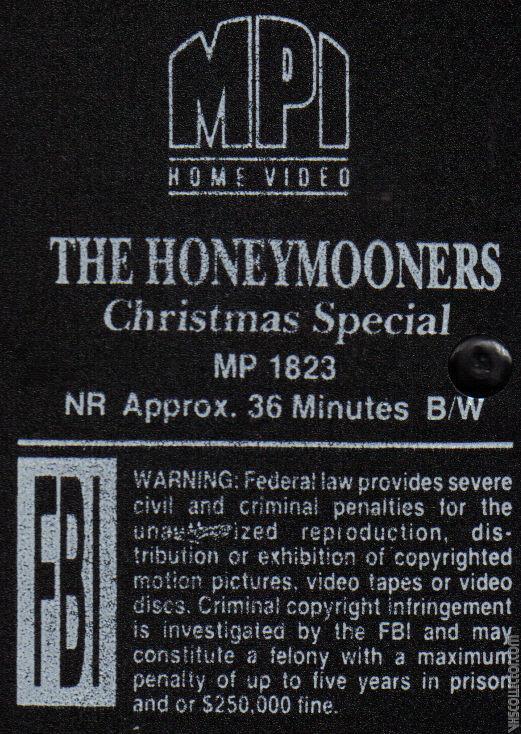 MPI
HOME VIDEO
THE HONEYMOONERS
Christmas Special
MP 1823
NR Approx. 36 Minutes B/W
FBI
WARNING: Federal law provides severe
civil and criminal penalties for the
unauthorized reproduction, dis-
tribution or exhibition of copyrighted
motion pictures, video tapes or video
discs. Criminal copyright infringement
is investigated by the FBI and may
constitute a felony with a maximum
penalty of up to five years in prison
and or $250,000 fine.
VHSCOLLECTOR.COM